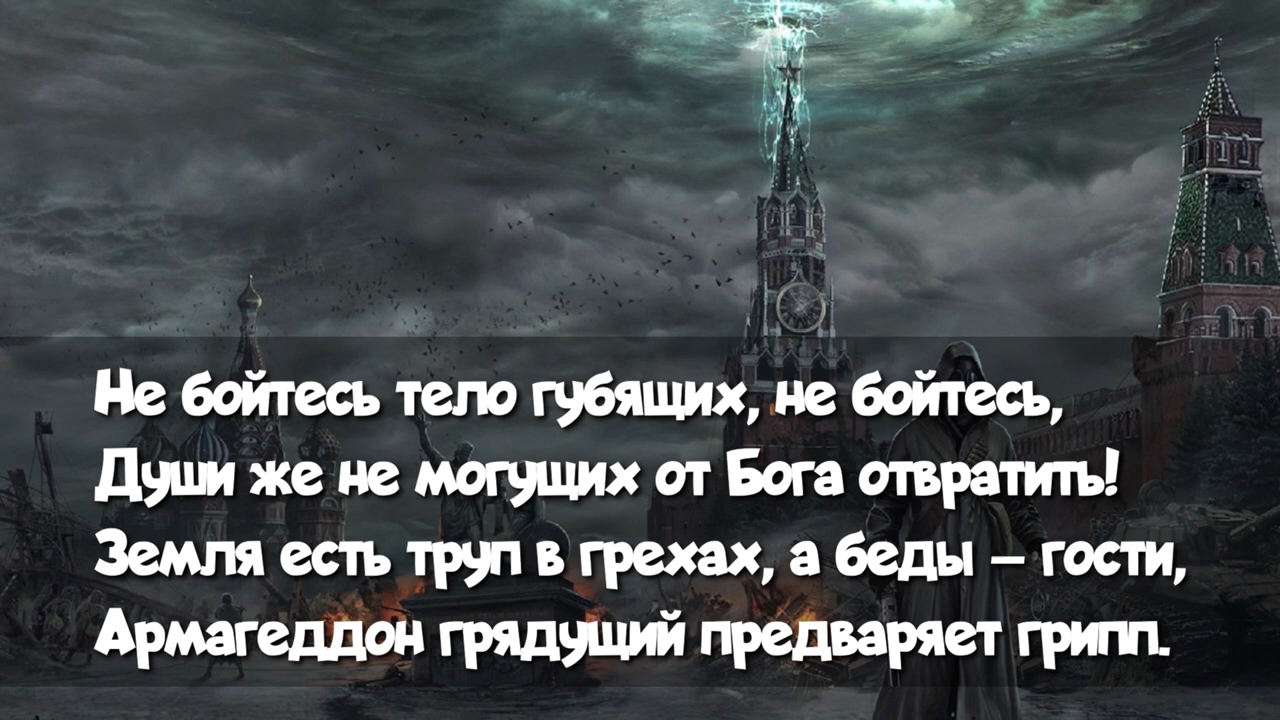 Не бойтесь тело губящих, не бойтесь,
Души же не могущих от Бога отвратить!
Земля есть труп в грехах, а беды – гости,
Армагеддон грядущий предваряет грипп.